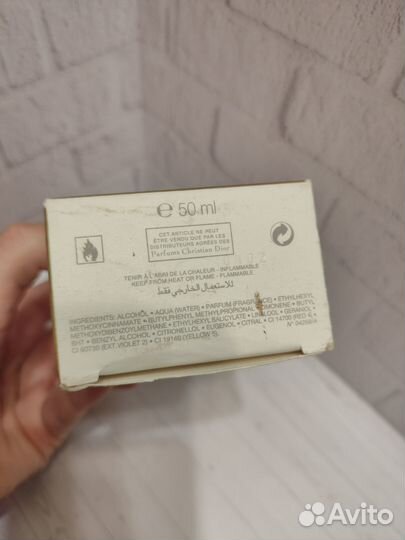 ℮ 50 ml
CET ARTICLE NE PEUT
ÊTRE VENDU QUE PAR LES
DISTRIBUTEURS AGRÉES DES
Parfums Christian Dior
TENIR À L'ABRI DE LA CHALEUR - INFLAMMABLE
KEEP FROM HEAT OR FLAME - FLAMMABLE
للاستعمال الخارجي فقط
INGREDIENTS: ALCOHOL • AQUA (WATER) • PARFUM (FRAGRANCE) • ETHYLHEXYL
METHOXYCINNAMATE • BUTYLPHENYL METHYLPROPIONAL • LIMONENE • BUTYL
METHOXYDIBENZOYLMETHANE • ETHYLHEXYL SALICYLATE • LINALOOL • GERANIOL •
BHT • BENZYL ALCOHOL • CITRONELLOL • EUGENOL • CITRAL • CI 14700 (RED 4)
CI 60730 (EXT. VIOLET 2) • CI 19140 (YELLOW 5). N°
Avito